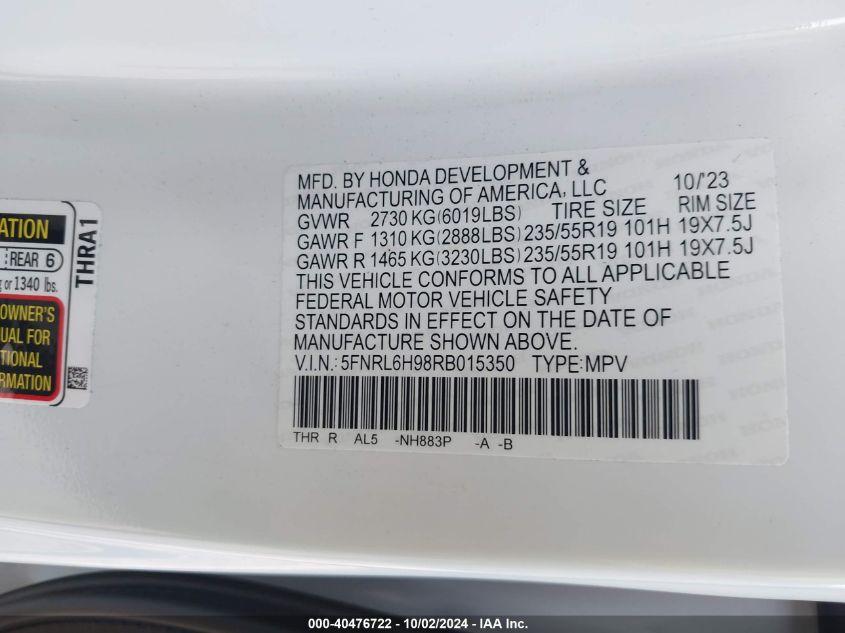 ATION
REAR 6
g or 1340 lbs.
OWNER'S
UAL FOR
TIONAL
RMATION
THRA1
MFD. BY HONDA DEVELOPMENT &
MANUFACTURING OF AMERICA, LLC 10/'23
GVWR 2730 KG(6019LBS) TIRE SIZE RIM SIZE
GAWR F 1310 KG(2888LBS) 235/55R19 101H 19X7.5J
GAWR R 1465 KG(3230LBS) 235/55R19 101H 19X7.5J
THIS VEHICLE CONFORMS TO ALL APPLICABLE
FEDERAL MOTOR VEHICLE SAFETY
STANDARDS IN EFFECT ON THE DATE OF
MANUFACTURE SHOWN ABOVE.
V.I.N.: 5FNRL6H98RB015350 TYPE:MPV
THR R AL5 -NH883P -A -B
000-40476722 - 10/02/2024 - IAA Inc.